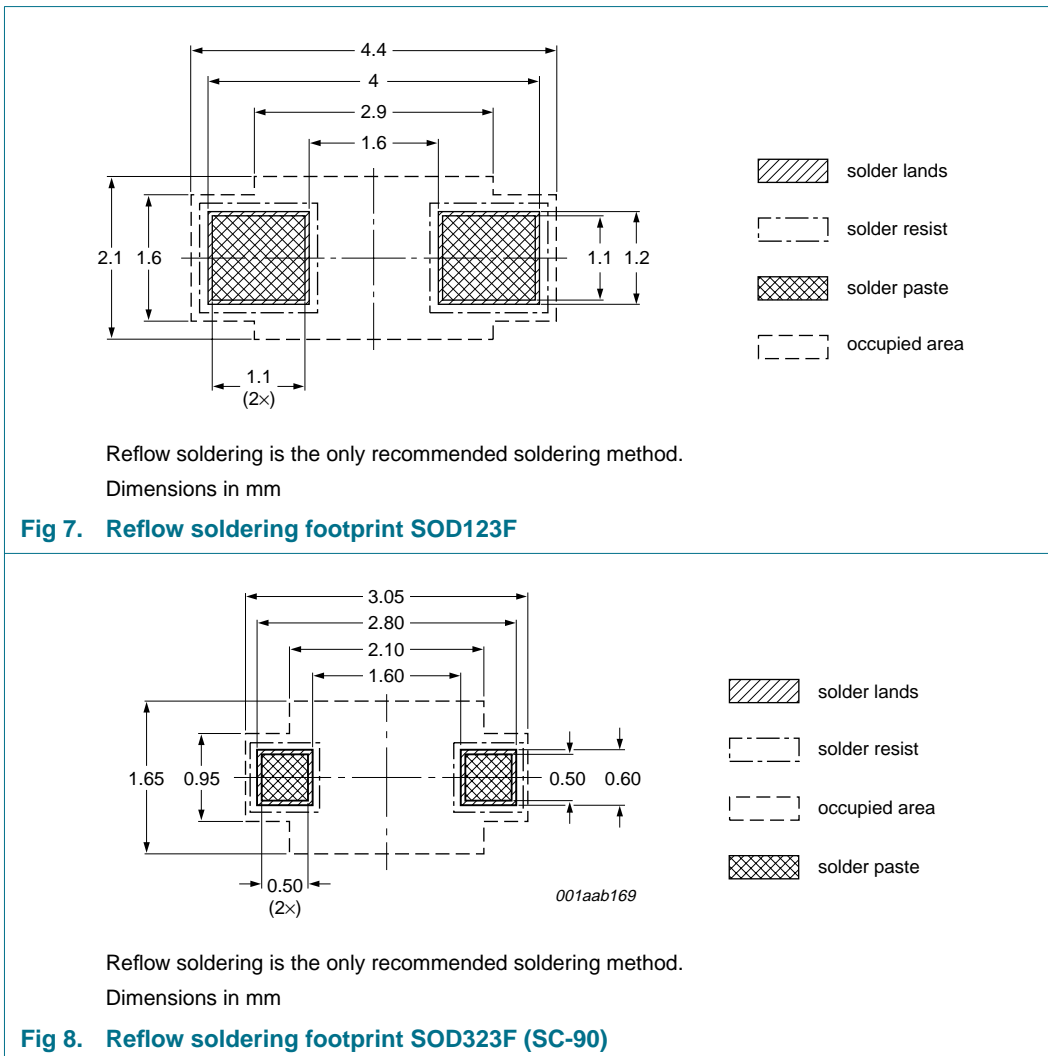 4.4
4
2.9
1.6
2.1 1.6
1.1 1.2
1.1
(2×)
solder lands
solder resist
solder paste
occupied area
Reflow soldering is the only recommended soldering method.
Dimensions in mm
Fig 7. Reflow soldering footprint SOD123F
3.05
2.80
2.10
1.60
1.65 0.95
0.50 0.60
0.50
(2×)
001aab169
solder lands
solder resist
occupied area
solder paste
Reflow soldering is the only recommended soldering method.
Dimensions in mm
Fig 8. Reflow soldering footprint SOD323F (SC-90)